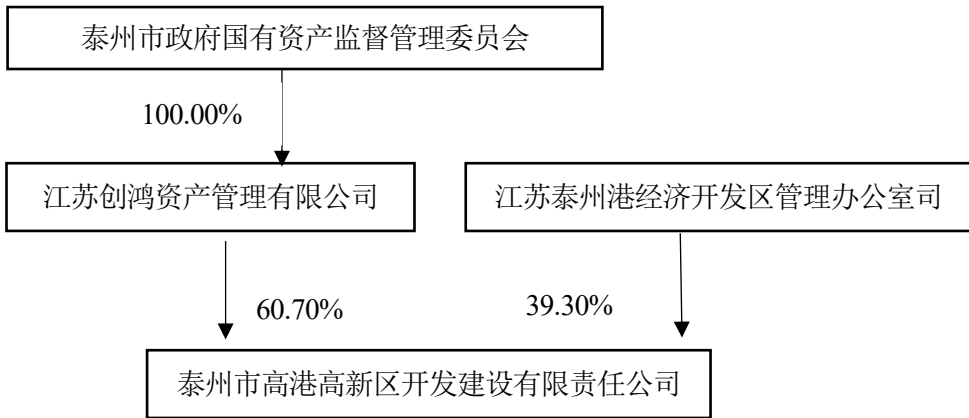 泰州市政府国有资产监督管理委员会
100.00%
江苏创鸿资产管理有限公司
江苏泰州港经济开发区管理办公室司
60.70%
39.30%
泰州市高港高新区开发建设有限责任公司